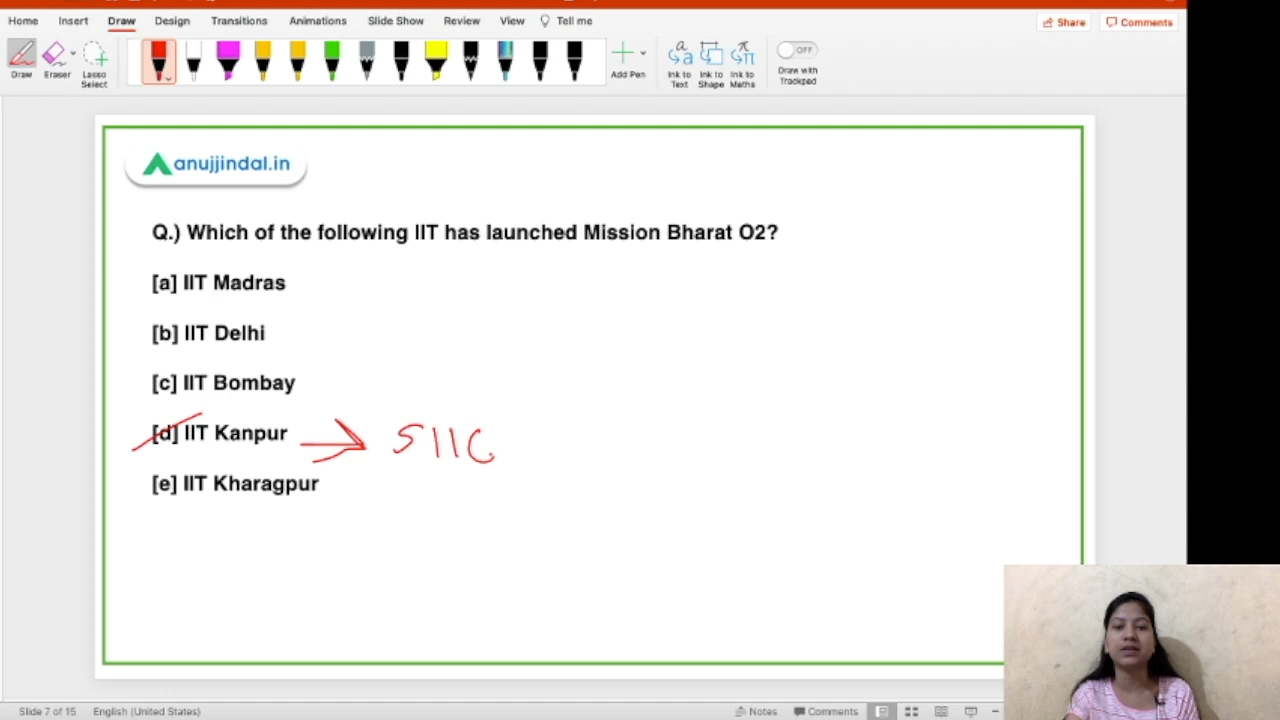 Home Insert Draw Design Transitions Animations Slide Show Review View Tell me Share Comments
OFF
Draw Eraser Lasso Select Add Pen Ink to Text Ink to Shape Ink to Maths Draw with Trackpad
anujjindal.in
Q.) Which of the following IIT has launched Mission Bharat O2?
[a] IIT Madras
[b] IIT Delhi
[c] IIT Bombay
[d] IIT Kanpur SIIC
[e] IIT Kharagpur
Slide 7 of 15 English (United States) Notes Comments